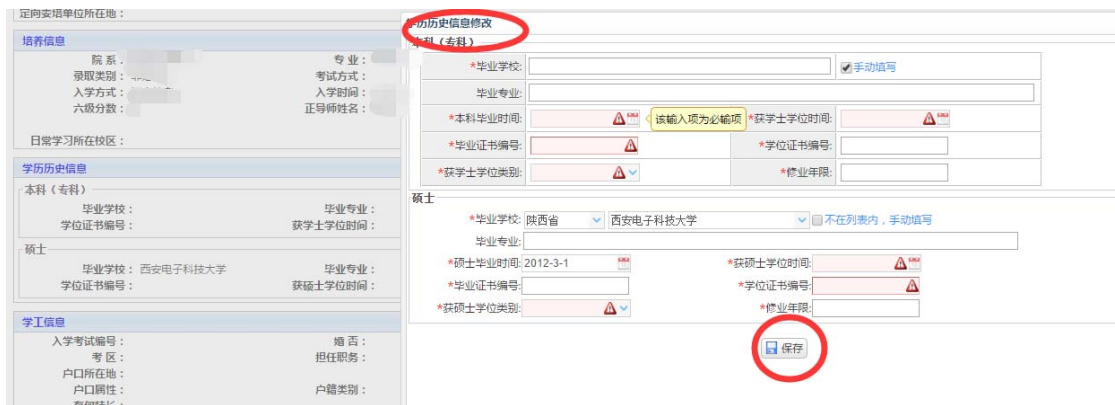 定向委培单位所在地：
培养信息
院 系：
专 业：
录取类别：
考试方式：
入学方式：
入学时间：
六级分数：
正导师姓名：
日常学习所在校区：
学历历史信息
本科（专科）
毕业学校：
毕业专业：
学位证书编号：
获学士学位时间：
硕士
毕业学校： 西安电子科技大学
毕业专业：
学位证书编号：
获硕士学位时间：
学工信息
入学考试编号：
婚 否：
考 区：
担任职务：
户口所在地：
户口属性：
户籍类别：
有何特长：
学历历史信息修改
本科（专科）
*毕业学校:
手动填写
毕业专业:
*本科毕业时间:
该输入项为必输项
*获学士学位时间:
*毕业证书编号:
*学位证书编号:
*获学士学位类别:
*修业年限:
硕士
*毕业学校: 陕西省 西安电子科技大学 不在列表内，手动填写
毕业专业:
*硕士毕业时间: 2012-3-1
*获硕士学位时间:
*毕业证书编号:
*学位证书编号:
*获硕士学位类别:
*修业年限:
保存